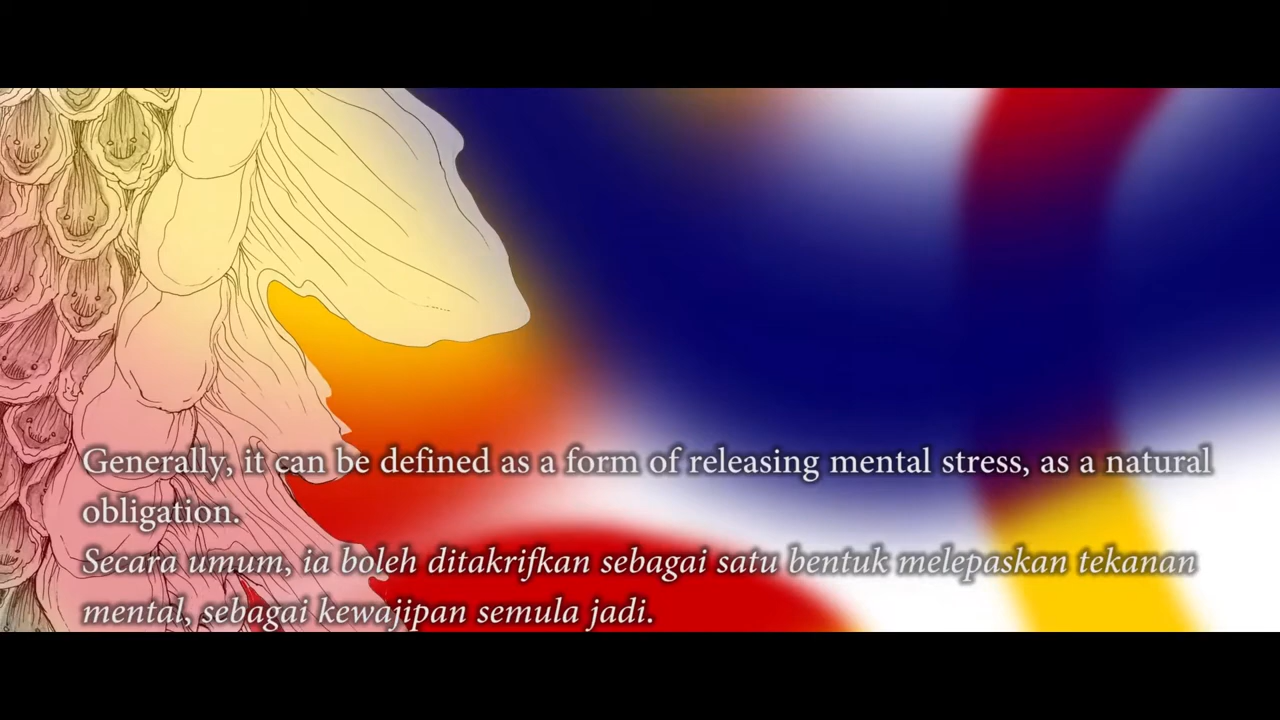 Generally, it can be defined as a form of releasing mental stress, as a natural
obligation.
Secara umum, ia boleh ditakrifkan sebagai satu bentuk melepaskan tekanan
mental, sebagai kewajipan semula jadi.